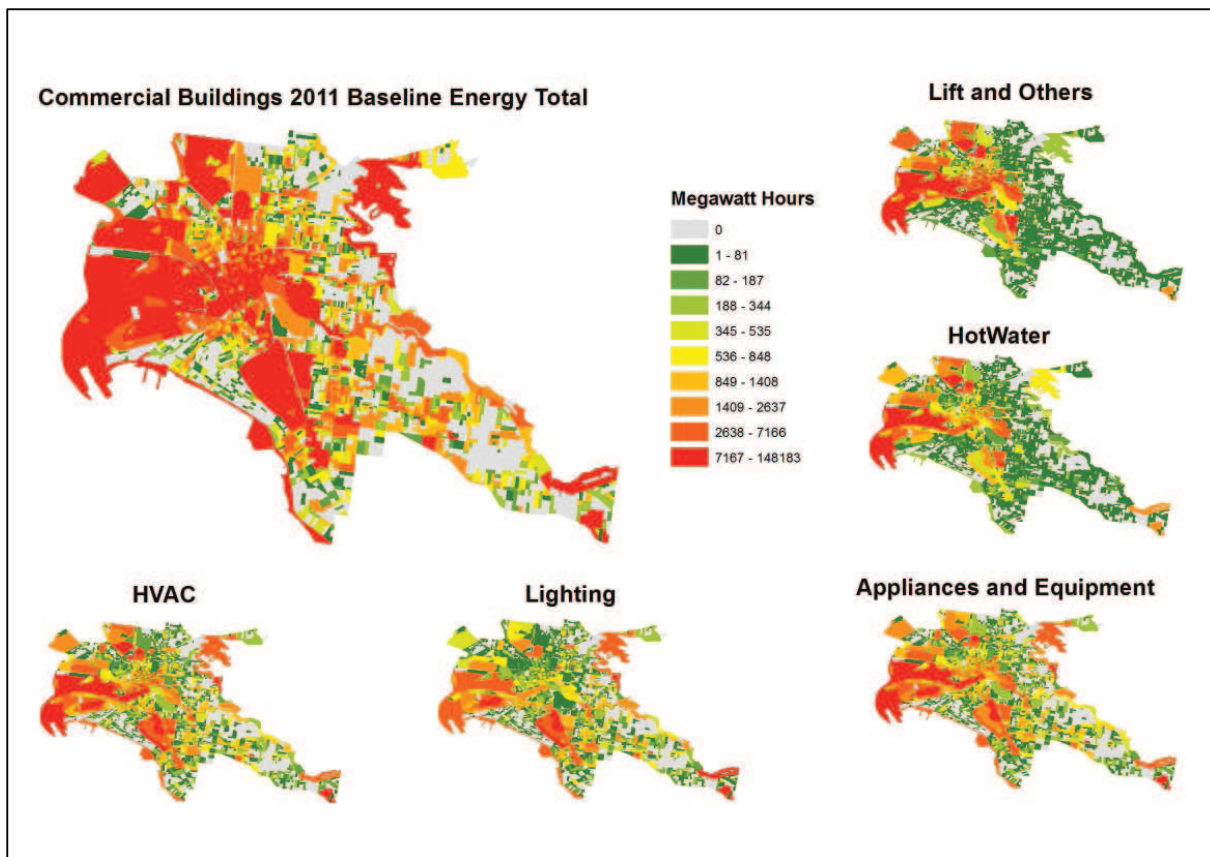 Commercial Buildings 2011 Baseline Energy Total
Lift and Others
Megawatt Hours
0
1 - 81
82 - 187
188 - 344
345 - 535
536 - 848
849 - 1408
1409 - 2637
2638 - 7166
7167 - 148183
HotWater
HVAC
Lighting
Appliances and Equipment